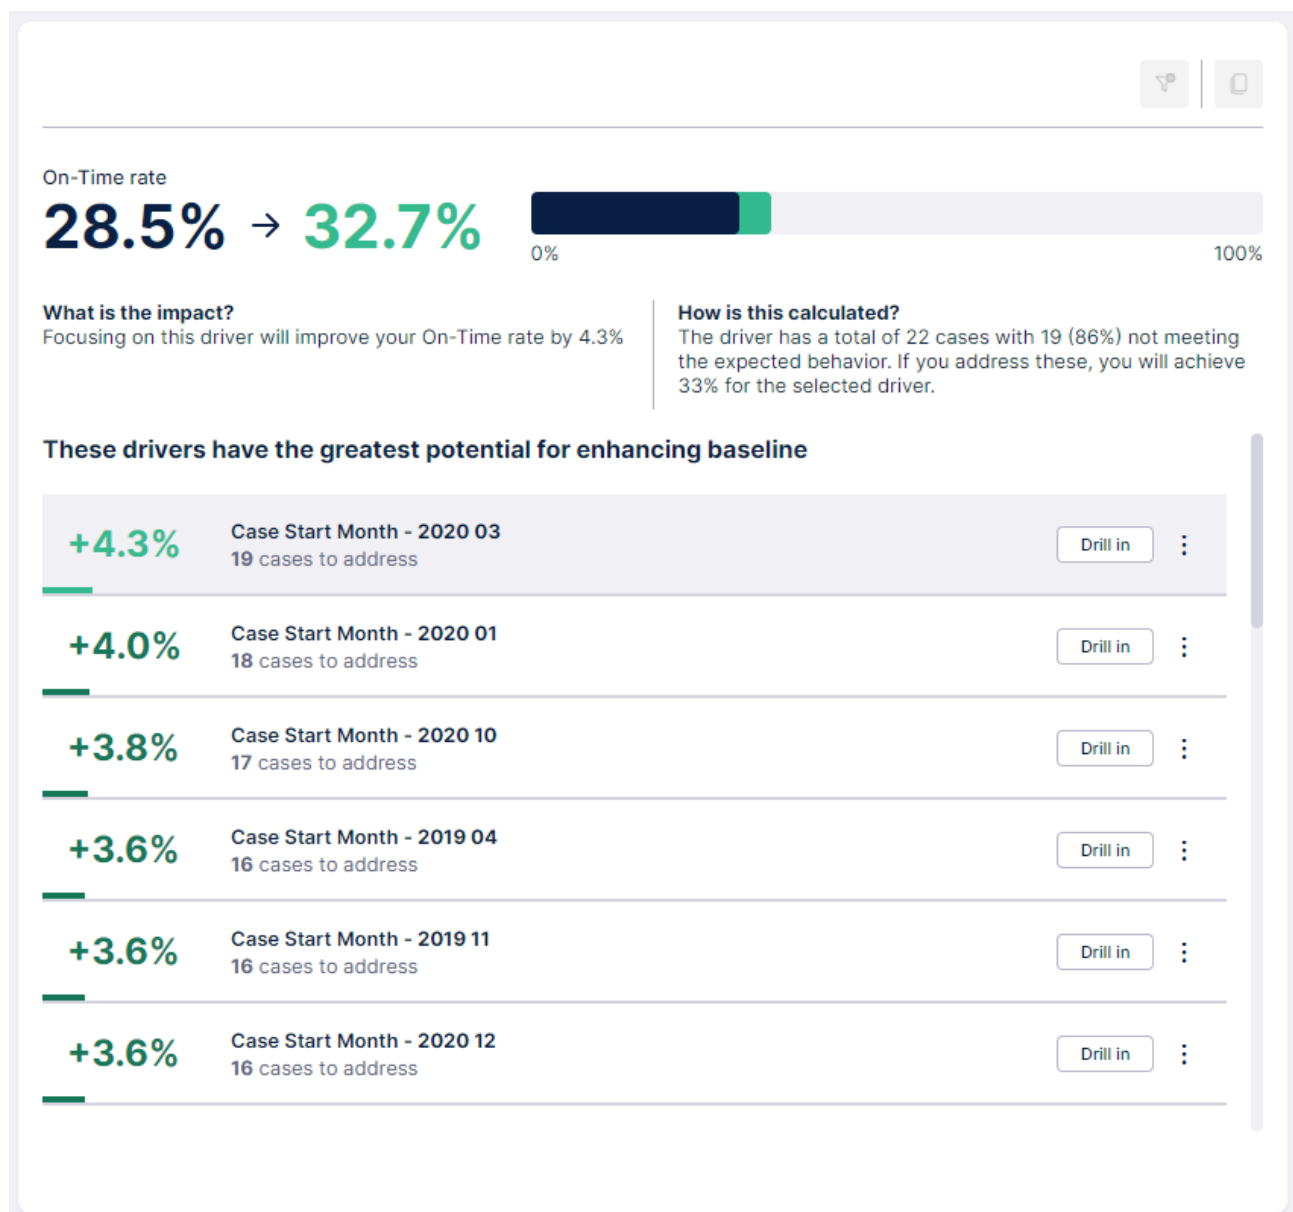 On-Time rate
28.5% → 32.7%
0%
100%
What is the impact?
Focusing on this driver will improve your On-Time rate by 4.3%
How is this calculated?
The driver has a total of 22 cases with 19 (86%) not meeting
the expected behavior. If you address these, you will achieve
33% for the selected driver.
These drivers have the greatest potential for enhancing baseline
+4.3%
Case Start Month - 2020 03
19 cases to address
Drill in
+4.0%
Case Start Month - 2020 01
18 cases to address
Drill in
+3.8%
Case Start Month - 2020 10
17 cases to address
Drill in
+3.6%
Case Start Month - 2019 04
16 cases to address
Drill in
+3.6%
Case Start Month - 2019 11
16 cases to address
Drill in
+3.6%
Case Start Month - 2020 12
16 cases to address
Drill in